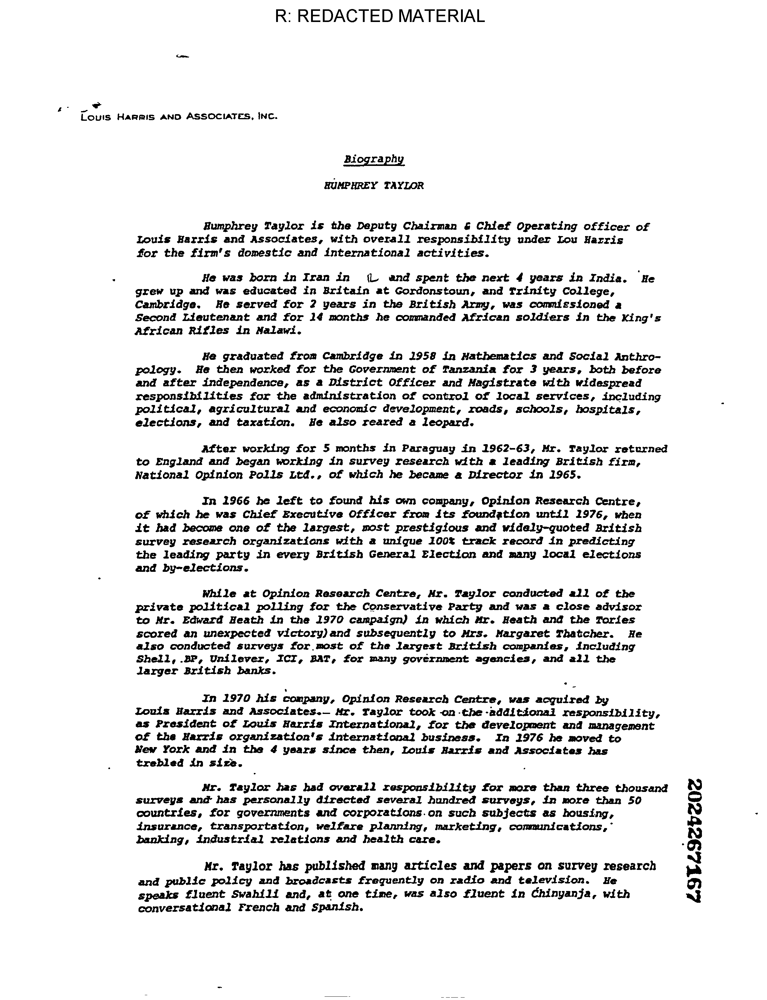 R: REDACTED MATERIAL
LOUIS HARRIS AND ASSOCIATES, INC.
Biography
HUMPHREY TAYLOR
Humphrey Taylor is the Deputy Chairman & Chief Operating officer of
Louis Harris and Associates, with overall responsibility under Lou Harris
for the firm's domestic and international activities.
He was born in Iran in and spent the next 4 years in India. He
grew up and was educated in Britain at Gordonstoun, and Trinity College,
Cambridge. He served for 2 years in the British Army, was commissioned a
Second Lieutenant and for 14 months he commanded African soldiers in the King's
African Rifles in Malawi.
He graduated from Cambridge in 1958 in Mathematics and Social Anthro-
pology. He then worked for the Government of Tanzania for 3 years, both before
and after independence, as a District Officer and Magistrate with widespread
responsibilities for the administration of control of local services, including
political, agricultural and economic development, roads, schools, hospitals,
elections, and taxation. He also reared a leopard.
After working for 5 months in Paraguay in 1962-63, Mr. Taylor returned
to England and began working in survey research with a leading British firm,
National Opinion Polls Ltd., of which he became a Director in 1965.
In 1966 he left to found his own company, Opinion Research Centre,
of which he was Chief Executive Officer from its foundation until 1976, when
it had become one of the largest, most prestigious and widely-quoted British
survey research organizations with a unique 100% track record in predicting
the leading party in every British General Election and many local elections
and by-elections.
While at Opinion Research Centre, Mr. Taylor conducted all of the
private political polling for the Conservative Party and was a close advisor
to Mr. Edward Heath in the 1970 campaign) in which Mr. Heath and the Tories
scored an unexpected victory)and subsequently to Mrs. Margaret Thatcher. He
also conducted surveys for most of the largest British companies, including
Shell, BP, Unilever, ICI, BAT, for many government agencies, and all the
larger British banks.
In 1970 his company, Opinion Research Centre, was acquired by
Louis Harris and Associates. Mr. Taylor took on the additional responsibility,
as President of Louis Harris International, for the development and management
of the Harris organization's international business. In 1976 he moved to
New York and in the 4 years since then, Louis Harris and Associates has
trebled in size.
Mr. Taylor has had overall responsibility for more than three thousand
surveys and has personally directed several hundred surveys, in more than 50
countries, for governments and corporations on such subjects as housing,
insurance, transportation, welfare planning, marketing, communications,
banking, industrial relations and health care.
Mr. Taylor has published many articles and papers on survey research
and public policy and broadcasts frequently on radio and television. He
speaks fluent Swahili and, at one time, was also fluent in Chinyanja, with
conversational French and Spanish.
2024267167